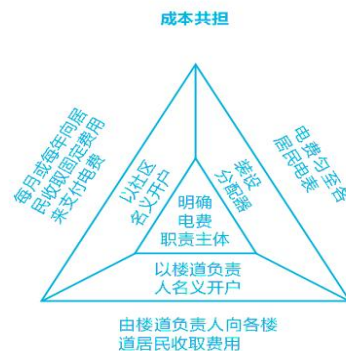 成本共担
每月或每年向居
民收取固定费用
来支付电费
以社区
名义开户
装设
分配器
电费匀至各
居民电表
明确
电费
职责主体
以楼道负责
人名义开户
由楼道负责人向各楼
道居民收取费用